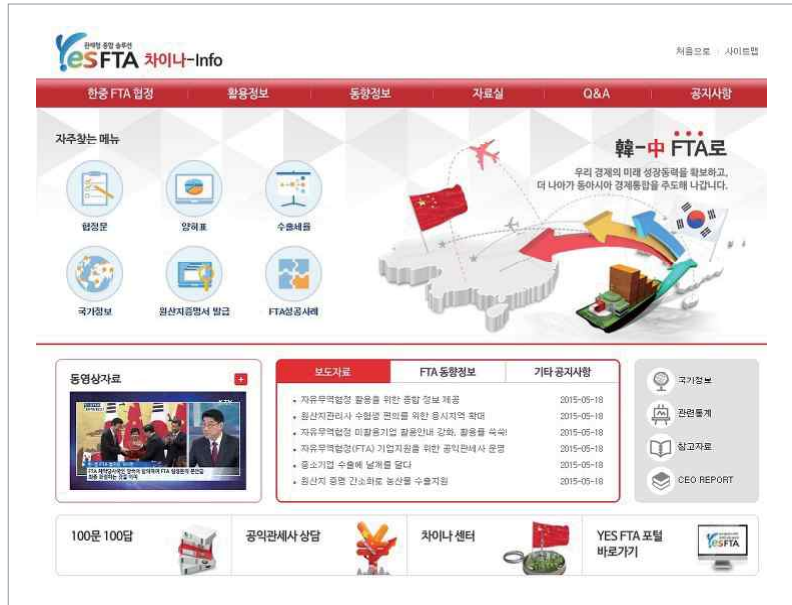 관세청 종합 솔루션
YesFTA 차이나-Info
처음으로 사이트맵
한중 FTA 협정 활용정보 동향정보 자료실 Q&A 공지사항
자주찾는 메뉴
협정문 양허표 수출세율
국가정보 원산지증명서 발급 FTA성공사례
韓-中 FTA로
우리 경제의 미래 성장동력을 확보하고,
더 나아가 동아시아 경제통합을 주도해 나갑니다.
동영상자료
보도자료 FTA 동향정보 기타 공지사항
자유무역협정 활용을 위한 종합 정보 제공 2015-05-18
원산지관리사 수험생 편의를 위한 응시지역 확대 2015-05-18
자유무역협정 미활용기업 활용안내 강화, 활용률 쑥쑥! 2015-05-18
자유무역협정(FTA) 기업지원을 위한 공익관세사 운영 2015-05-18
중소기업 수출에 날개를 달다 2015-05-18
원산지 증명 간소화로 농산물 수출지원 2015-05-18
국가정보
관련통계
참고자료
CEO REPORT
100문 100답 공익관세사 상담 차이나 센터 YES FTA 포털
바로가기
YesFTA